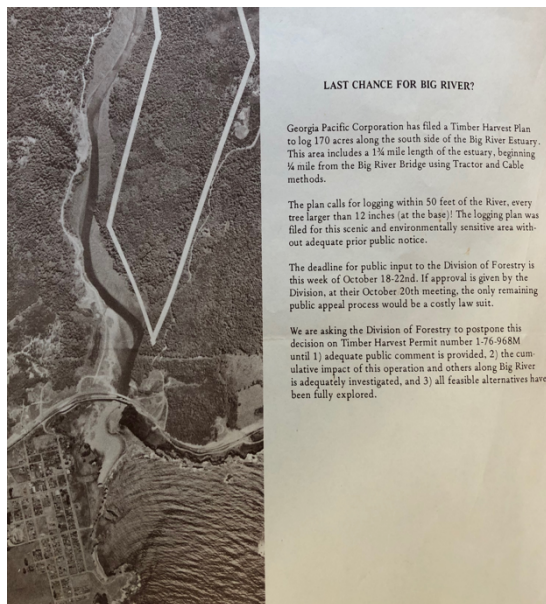 LAST CHANCE FOR BIG RIVER?
Georgia Pacific Corporation has filed a Timber Harvest Plan
to log 170 acres along the south side of the Big River Estuary.
This area includes a 1¾ mile length of the estuary, beginning
¼ mile from the Big River Bridge using Tractor and Cable
methods.
The plan calls for logging within 50 feet of the River, every
tree larger than 12 inches (at the base)! The logging plan was
filed for this scenic and environmentally sensitive area with-
out adequate prior public notice.
The deadline for public input to the Division of Forestry is
this week of October 18-22nd. If approval is given by the
Division, at their October 20th meeting, the only remaining
public appeal process would be a costly law suit.
We are asking the Division of Forestry to postpone this
decision on Timber Harvest Permit number 1-76-968M
until 1) adequate public comment is provided, 2) the cum-
ulative impact of this operation and others along Big River
is adequately investigated, and 3) all feasible alternatives have
been fully explored.